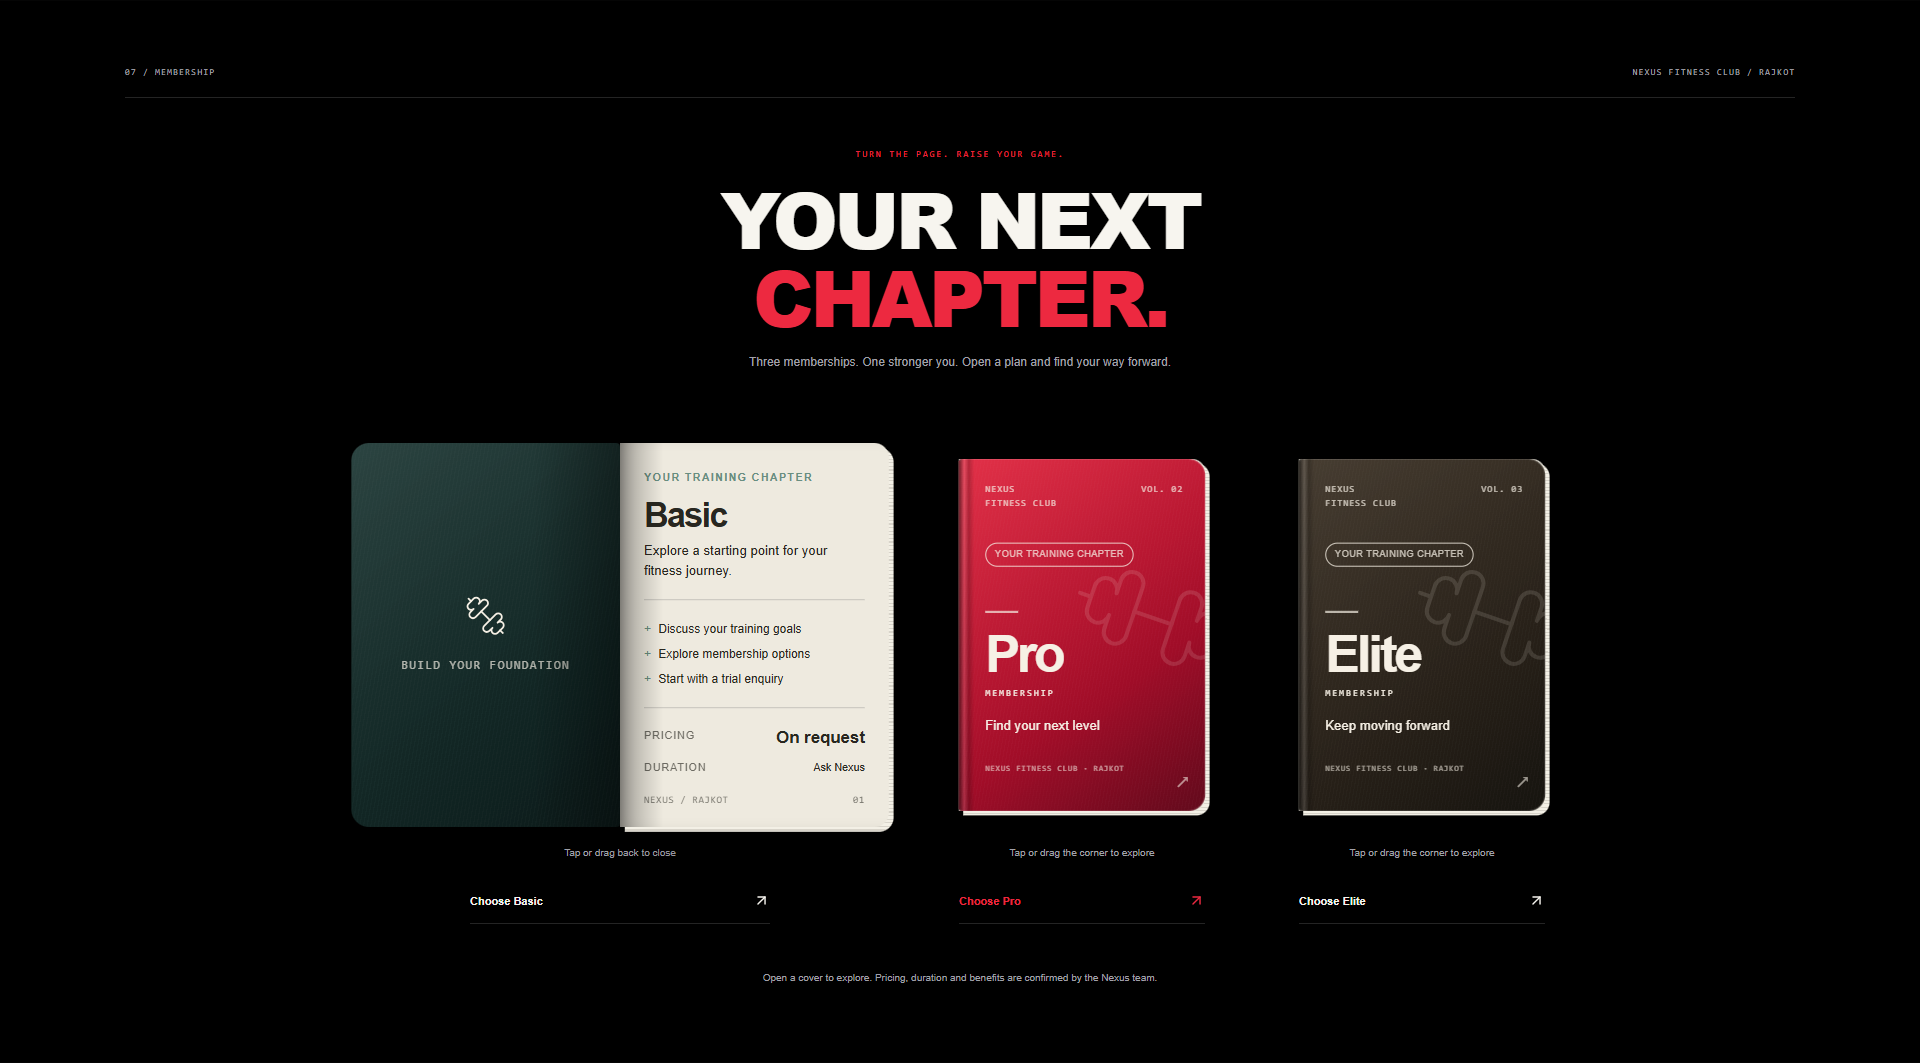 07 / MEMBERSHIP
NEXUS FITNESS CLUB / RAJKOT
TURN THE PAGE. RAISE YOUR GAME.
YOUR NEXT
CHAPTER.
Three memberships. One stronger you. Open a plan and find your way forward.
BUILD YOUR FOUNDATION
YOUR TRAINING CHAPTER
Basic
Explore a starting point for your
fitness journey.
+ Discuss your training goals
+ Explore membership options
+ Start with a trial enquiry
PRICING On request
DURATION Ask Nexus
NEXUS / RAJKOT 01
Tap or drag back to close
Choose Basic
NEXUS
FITNESS CLUB
VOL. 02
YOUR TRAINING CHAPTER
Pro
MEMBERSHIP
Find your next level
NEXUS FITNESS CLUB - RAJKOT
Tap or drag the corner to explore
Choose Pro
NEXUS
FITNESS CLUB
VOL. 03
YOUR TRAINING CHAPTER
Elite
MEMBERSHIP
Keep moving forward
NEXUS FITNESS CLUB - RAJKOT
Tap or drag the corner to explore
Choose Elite
Open a cover to explore. Pricing, duration and benefits are confirmed by the Nexus team.